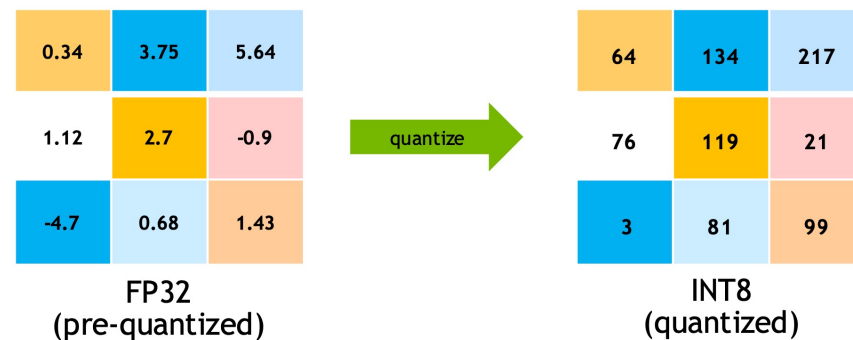 0.34 3.75 5.64 64 134 217
1.12 2.7 -0.9 quantize 76 119 21
-4.7 0.68 1.43 3 81 99
FP32 INT8
(pre-quantized) (quantized)